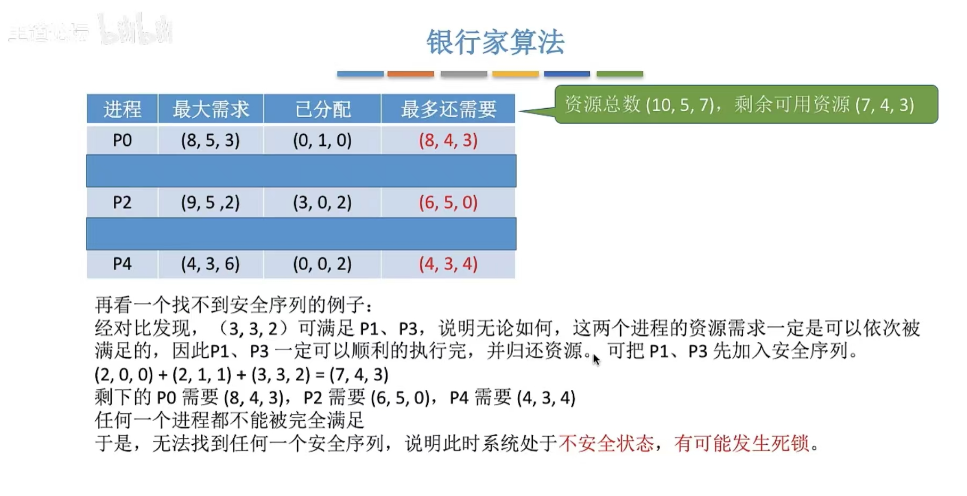 bilibili
银行家算法
资源总数 (10, 5, 7)，剩余可用资源 (7, 4, 3)
进程 最大需求 已分配 最多还需要
P0 (8, 5, 3) (0, 1, 0) (8, 4, 3)
P2 (9, 5 ,2) (3, 0, 2) (6, 5, 0)
P4 (4, 3, 6) (0, 0, 2) (4, 3, 4)
再看一个找不到安全序列的例子：
经对比发现，（3, 3, 2）可满足 P1、P3，说明无论如何，这两个进程的资源需求一定是可以依次被
满足的，因此P1、P3 一定可以顺利的执行完，并归还资源。可把 P1、P3 先加入安全序列。
(2, 0, 0) + (2, 1, 1) + (3, 3, 2) = (7, 4, 3)
剩下的 P0 需要 (8, 4, 3)，P2 需要 (6, 5, 0)，P4 需要 (4, 3, 4)
任何一个进程都不能被完全满足
于是，无法找到任何一个安全序列，说明此时系统处于不安全状态，有可能发生死锁。